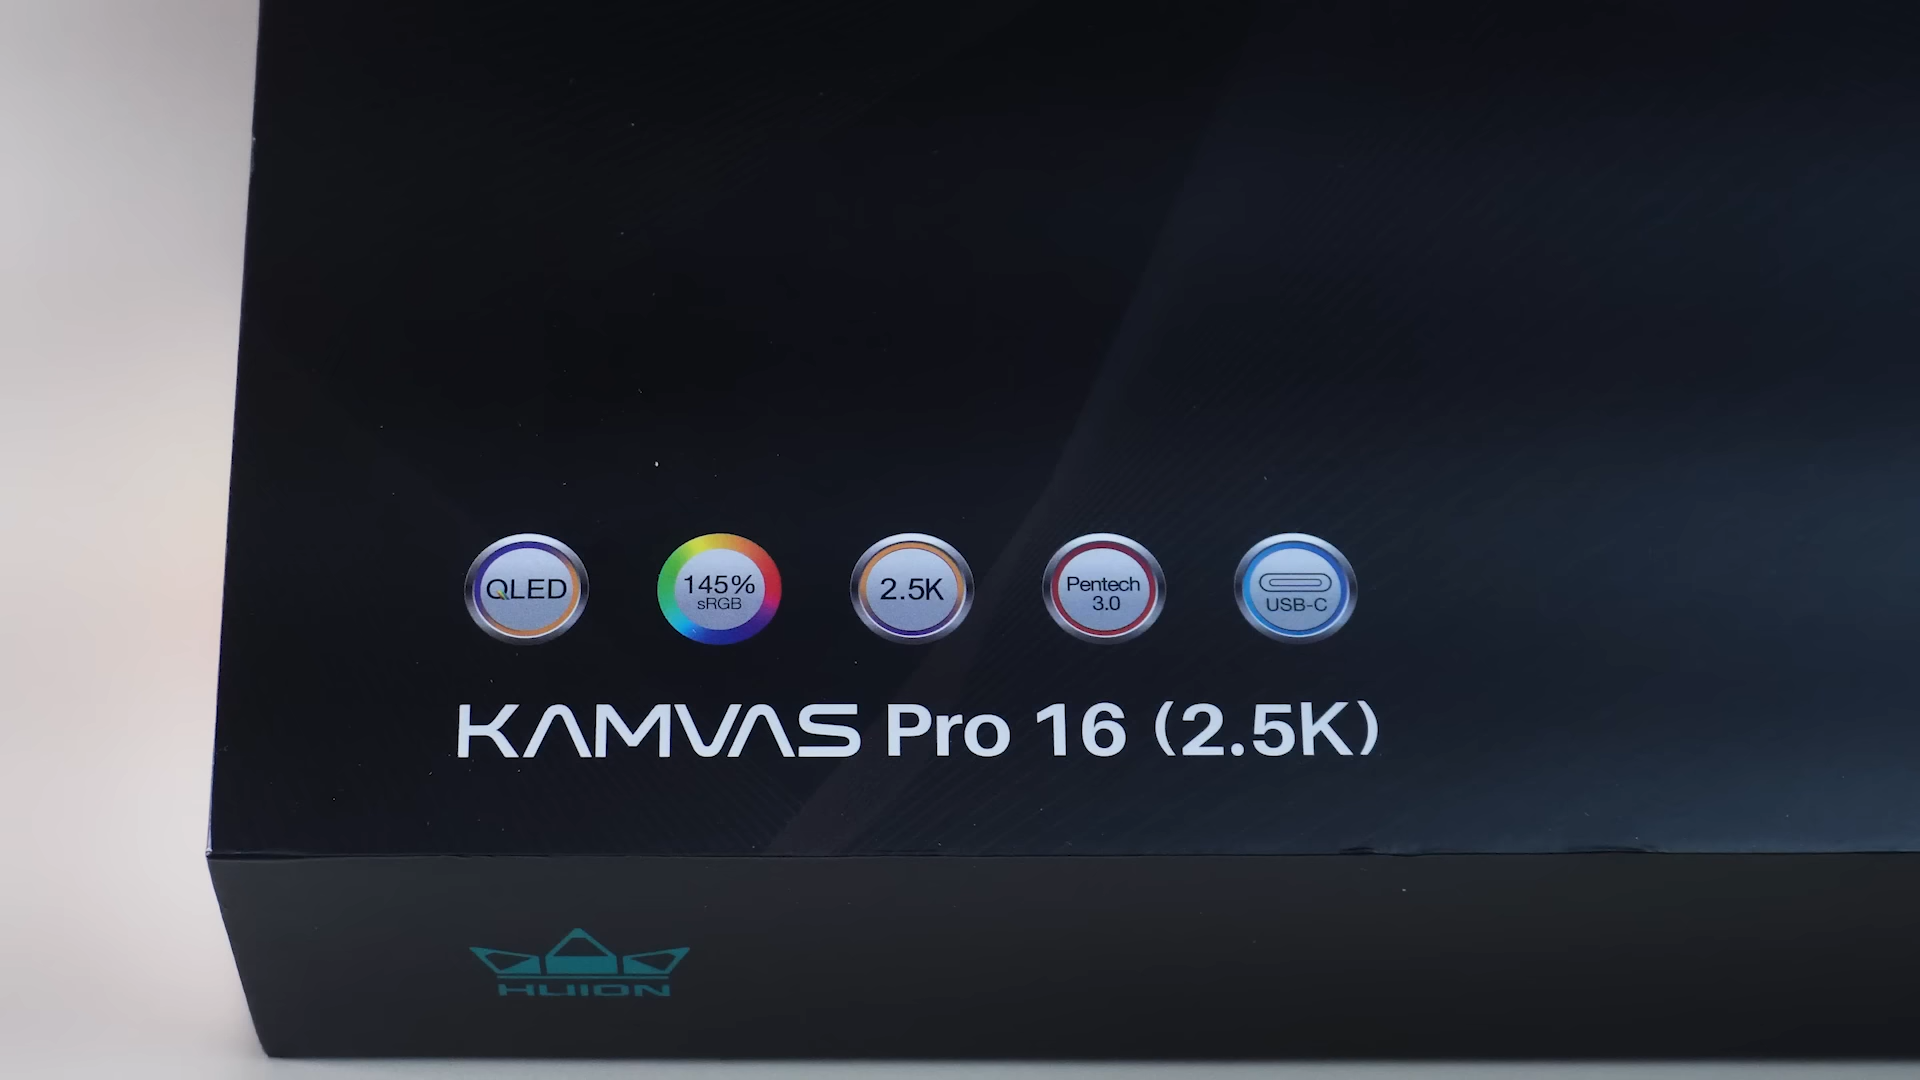 QLED
145%
sRGB
2.5K
Pentech
3.0
USB-C
KAMVAS Pro 16 (2.5K)
HUION